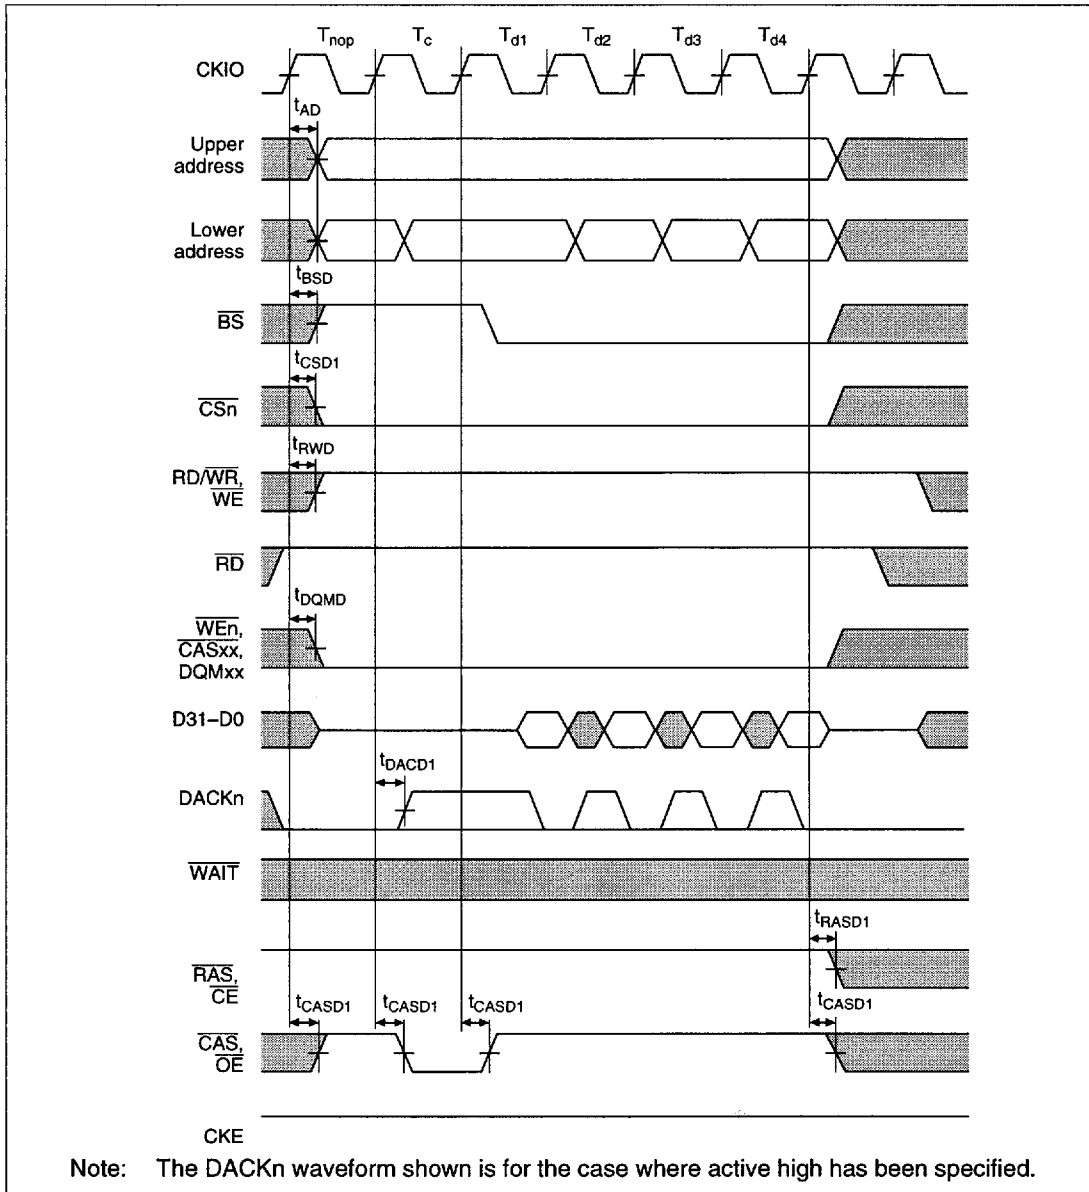 Tnop Tc Td1 Td2 Td3 Td4
CKIO
tAD
Upper
address
Lower
address
tBSD
BS
tCSD1
CSn
tRWD
RD/WR,
WE
RD
tDQMD
WEn,
CASxx,
DQMxx
D31–D0
tDACD1
DACKn
WAIT
tRASD1
RAS,
CE
tCASD1 tCASD1 tCASD1 tCASD1
CAS,
OE
CKE
Note: The DACKn waveform shown is for the case where active high has been specified.